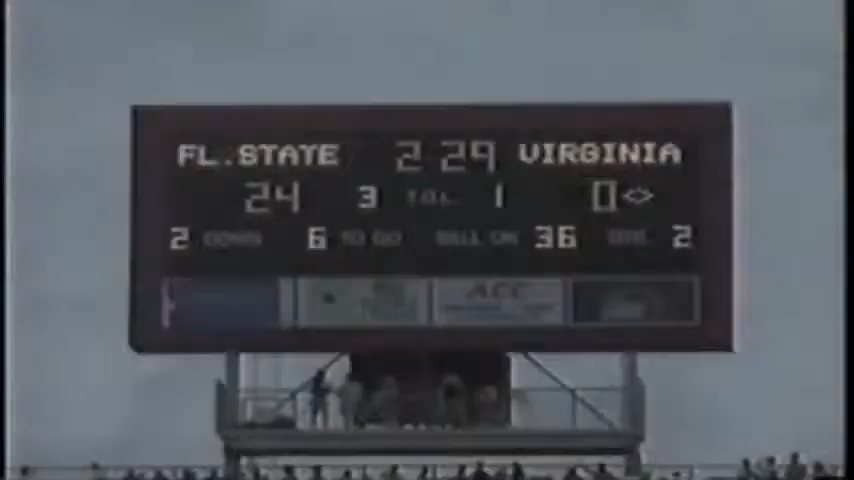 FL.STATE 2 29 VIRGINIA
24 3 T.O.L. 1 0<>
2 DOWN 6 TO GO BALL ON 36 QTR 2
ACC